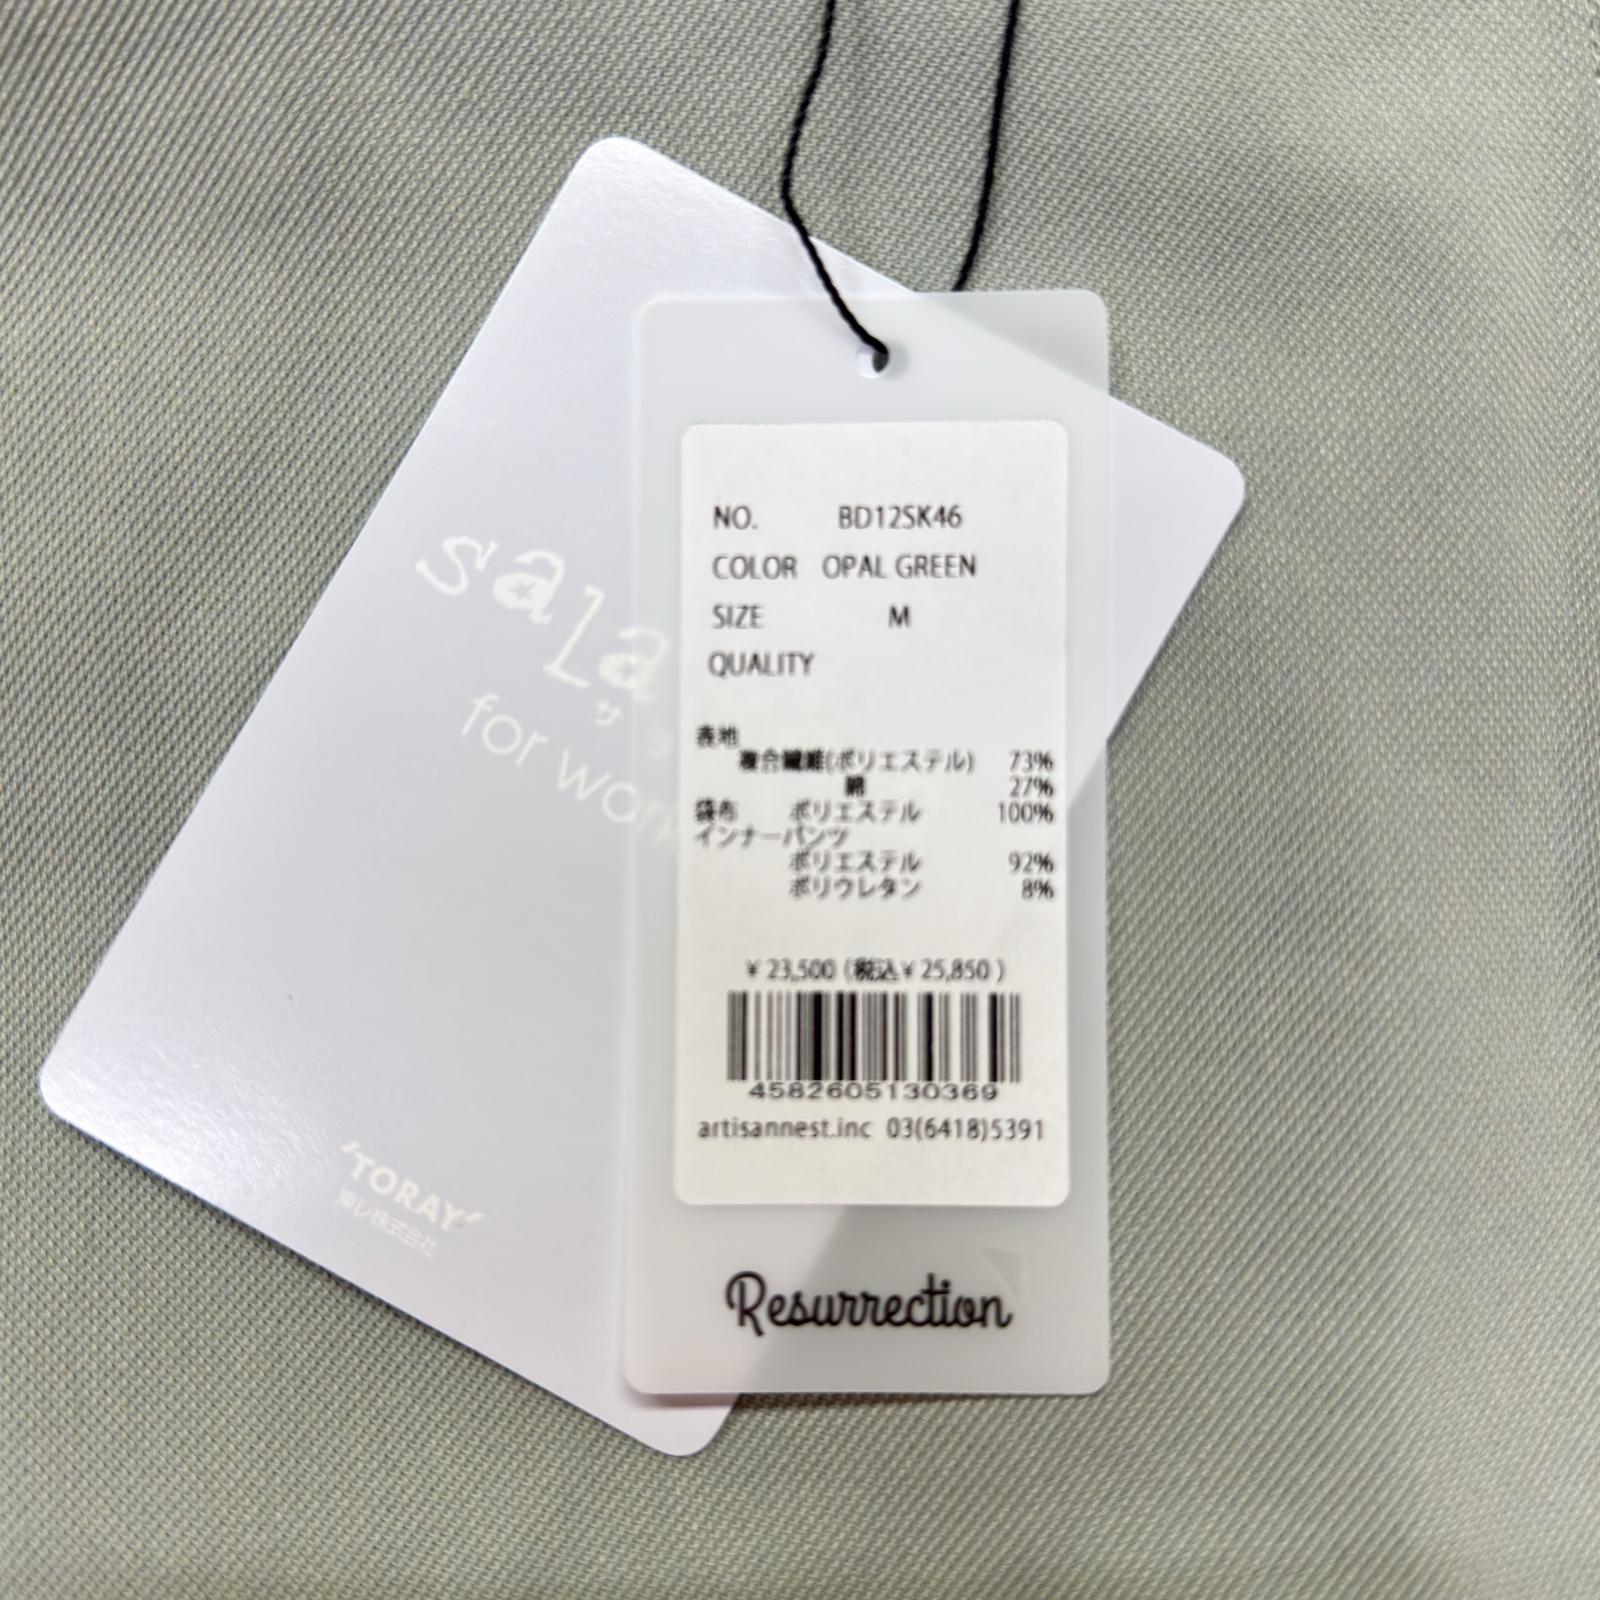 NO. BD12SK46
COLOR OPAL GREEN
SIZE M
QUALITY
表地
複合繊維(ポリエステル) 73%
綿 27%
袋布 ポリエステル 100%
インナーパンツ
ポリエステル 92%
ポリウレタン 8%
¥ 23,500 (税込¥ 25,850 )
4582605130369
artisannest.inc 03(6418)5391
Resurrection
sala
サラ
for work
'TORAY'
東レ株式会社